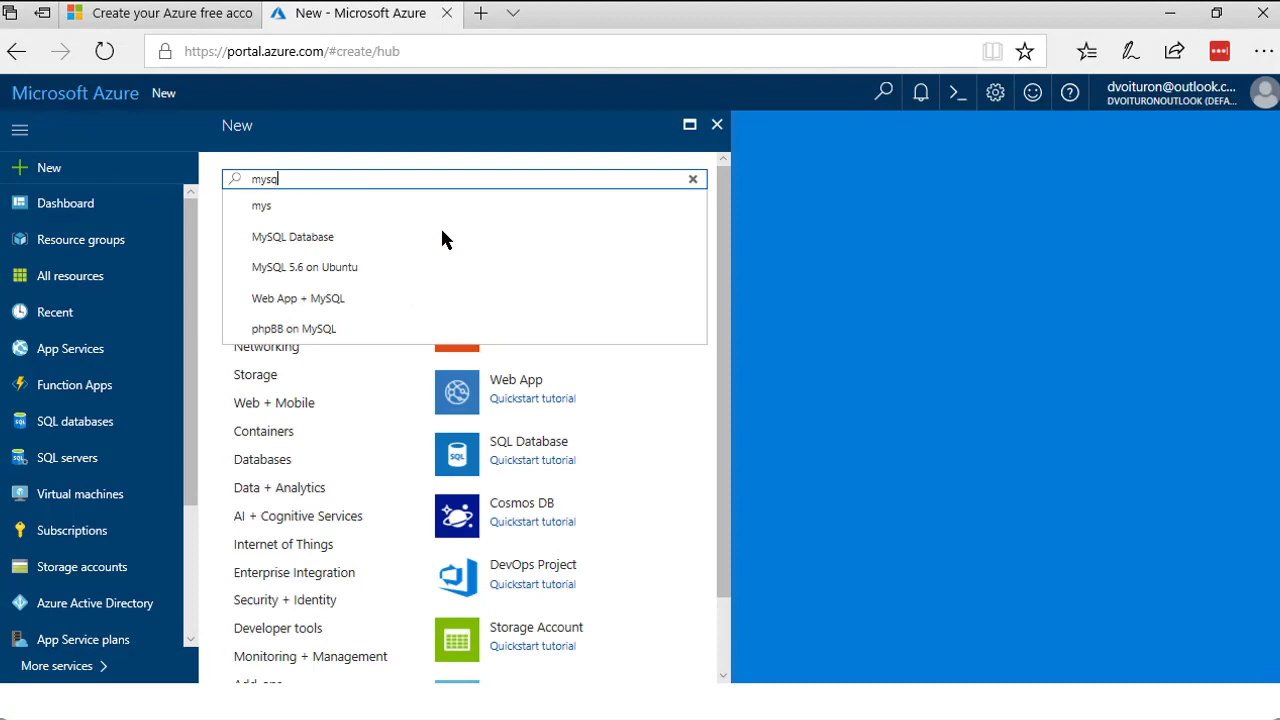 Create your Azure free acco
New - Microsoft Azure
https://portal.azure.com/#create/hub
Microsoft Azure New
dvoituron@outlook.c...
DVOITURONOUTLOOK (DEFA...
New
New
Dashboard
Resource groups
All resources
Recent
App Services
Function Apps
SQL databases
SQL servers
Virtual machines
Subscriptions
Storage accounts
Azure Active Directory
App Service plans
More services
mysq
mys
MySQL Database
MySQL 5.6 on Ubuntu
Web App + MySQL
phpBB on MySQL
Networking
Storage
Web + Mobile
Containers
Databases
Data + Analytics
AI + Cognitive Services
Internet of Things
Enterprise Integration
Security + Identity
Developer tools
Monitoring + Management
Add-ons
Web App
Quickstart tutorial
SQL
SQL Database
Quickstart tutorial
Cosmos DB
Quickstart tutorial
DevOps Project
Quickstart tutorial
Storage Account
Quickstart tutorial